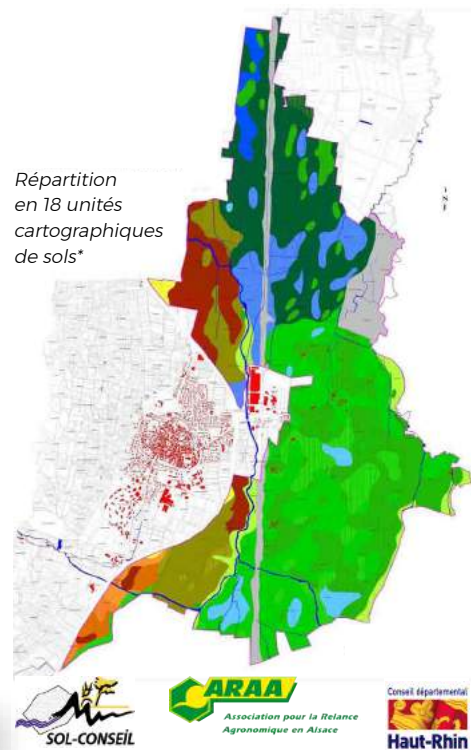 Répartition
en 18 unités
cartographiques
de sols*
SOL-CONSEIL
ARAA
Association pour la Relance
Agronomique en Alsace
Conseil départemental
Haut-Rhin